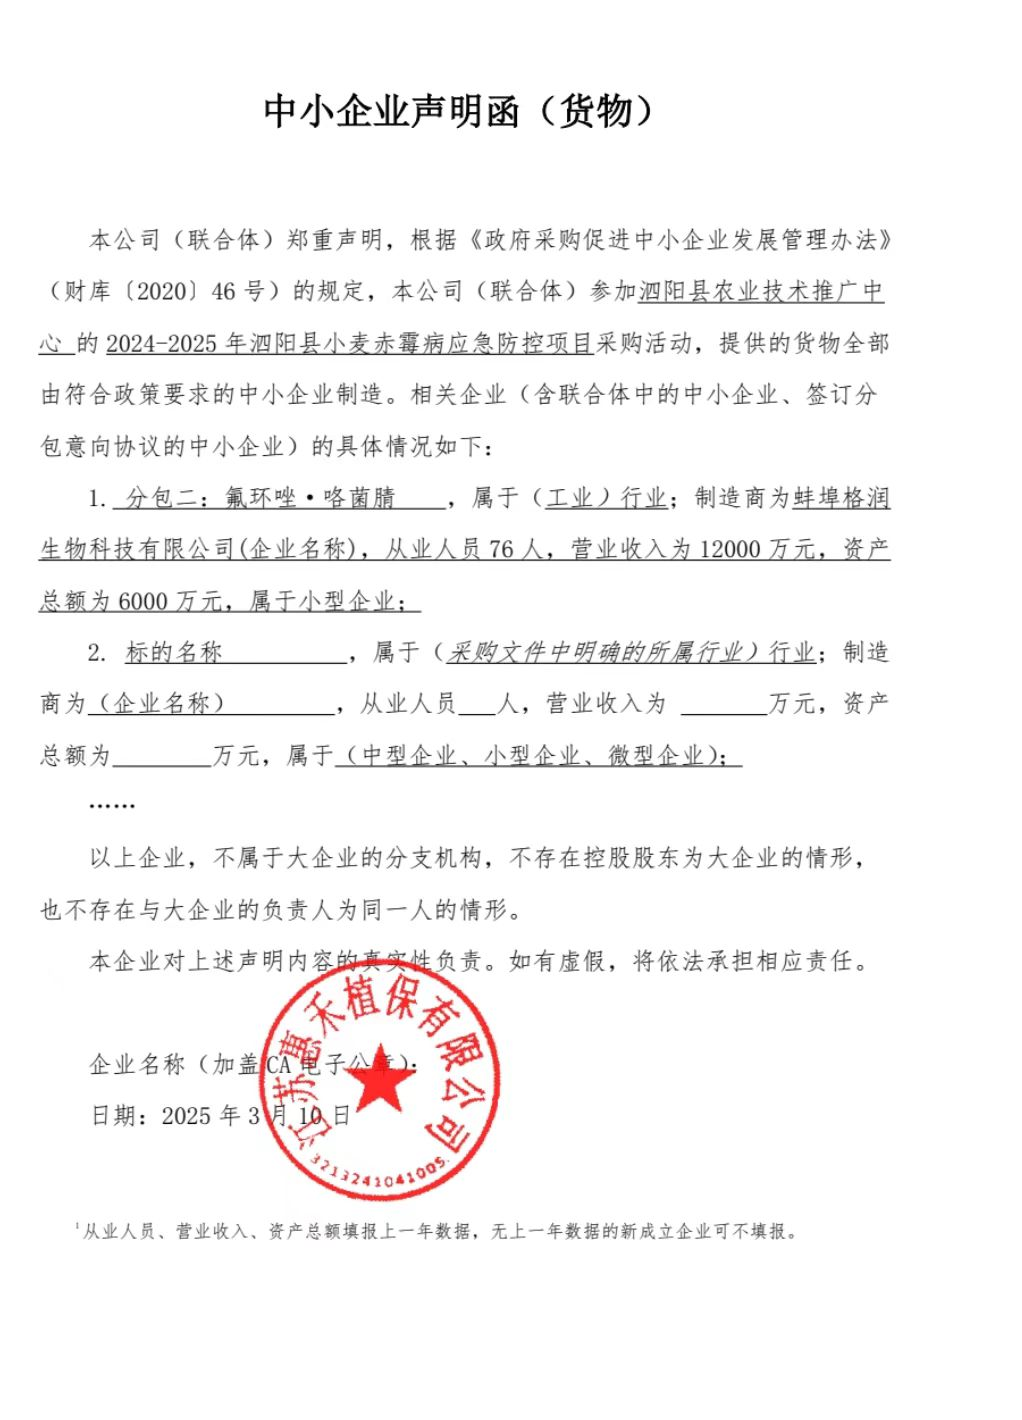 中小企业声明函（货物）
本公司（联合体）郑重声明，根据《政府采购促进中小企业发展管理办法》
（财库〔2020〕46 号）的规定，本公司（联合体）参加泗阳县农业技术推广中
心 的 2024-2025 年泗阳县小麦赤霉病应急防控项目采购活动，提供的货物全部
由符合政策要求的中小企业制造。相关企业（含联合体中的中小企业、签订分
包意向协议的中小企业）的具体情况如下：
1. 分包二：氟环唑·咯菌腈 ，属于（工业）行业；制造商为蚌埠格润
生物科技有限公司(企业名称)，从业人员 76 人，营业收入为 12000 万元，资产
总额为 6000 万元，属于小型企业；
2. 标的名称 ，属于（采购文件中明确的所属行业）行业；制造
商为（企业名称） ，从业人员 人，营业收入为 万元，资产
总额为 万元，属于（中型企业、小型企业、微型企业）；
……
以上企业，不属于大企业的分支机构，不存在控股股东为大企业的情形，
也不存在与大企业的负责人为同一人的情形。
本企业对上述声明内容的真实性负责。如有虚假，将依法承担相应责任。
企业名称（加盖 CA 电子公章）：
日期：2025 年 3 月 10 日
江苏惠禾植保有限公司
3213241041005
¹从业人员、营业收入、资产总额填报上一年数据，无上一年数据的新成立企业可不填报。